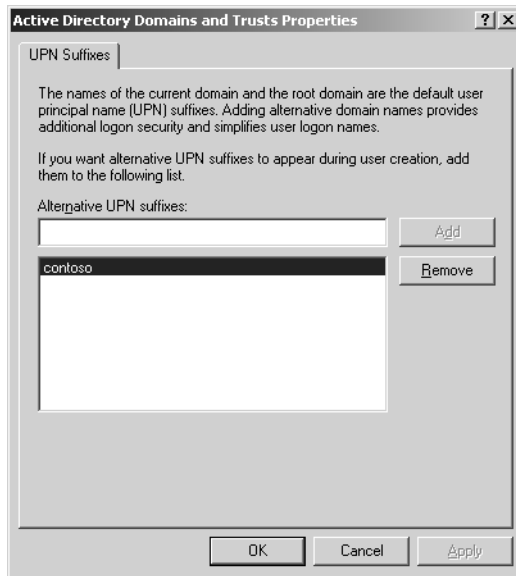 Active Directory Domains and Trusts Properties
UPN Suffixes
The names of the current domain and the root domain are the default user
principal name (UPN) suffixes. Adding alternative domain names provides
additional logon security and simplifies user logon names.
If you want alternative UPN suffixes to appear during user creation, add
them to the following list.
Alternative UPN suffixes:
Add
contoso
Remove
OK Cancel Apply